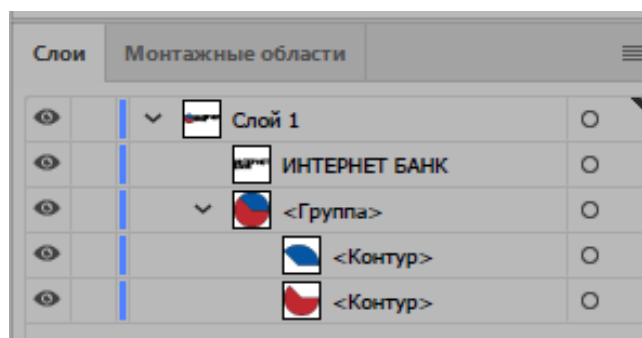 Слои Монтажные области
Слой 1
ИНТЕРНЕТ БАНК
<Группа>
<Контур>
<Контур>